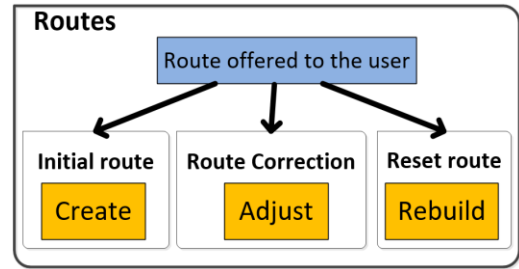 Routes
Route offered to the user
Initial route
Route Correction
Reset route
Create
Adjust
Rebuild